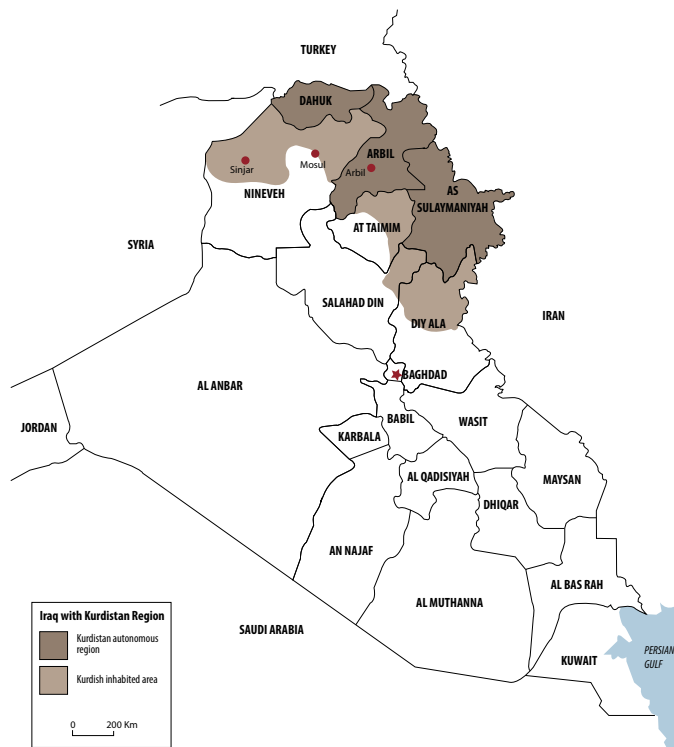 TURKEY
DAHUK
Sinjar
Mosul
ARBIL
Arbil
NINEVEH
AS
SULAYMANIYAH
AT TAIMIM
SYRIA
SALAHAD DIN
IRAN
DIY ALA
BAGHDAD
AL ANBAR
JORDAN
BABIL
WASIT
KARBALA
AL QADISIYAH
MAYSAN
DHIQAR
AN NAJAF
AL BAS RAH
AL MUTHANNA
SAUDI ARABIA
KUWAIT
PERSIAN
GULF
Iraq with Kurdistan Region
Kurdistan autonomous
region
Kurdish inhabited area
0 200 Km